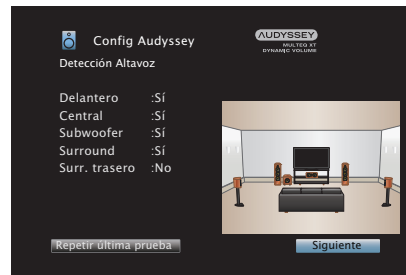 Config Audyssey
AUDYSSEY
MULTEQ XT
DYNAMIC VOLUME
Detección Altavoz
Delantero :Sí
Central :Sí
Subwoofer :Sí
Surround :Sí
Surr. trasero :No
Repetir última prueba
Siguiente